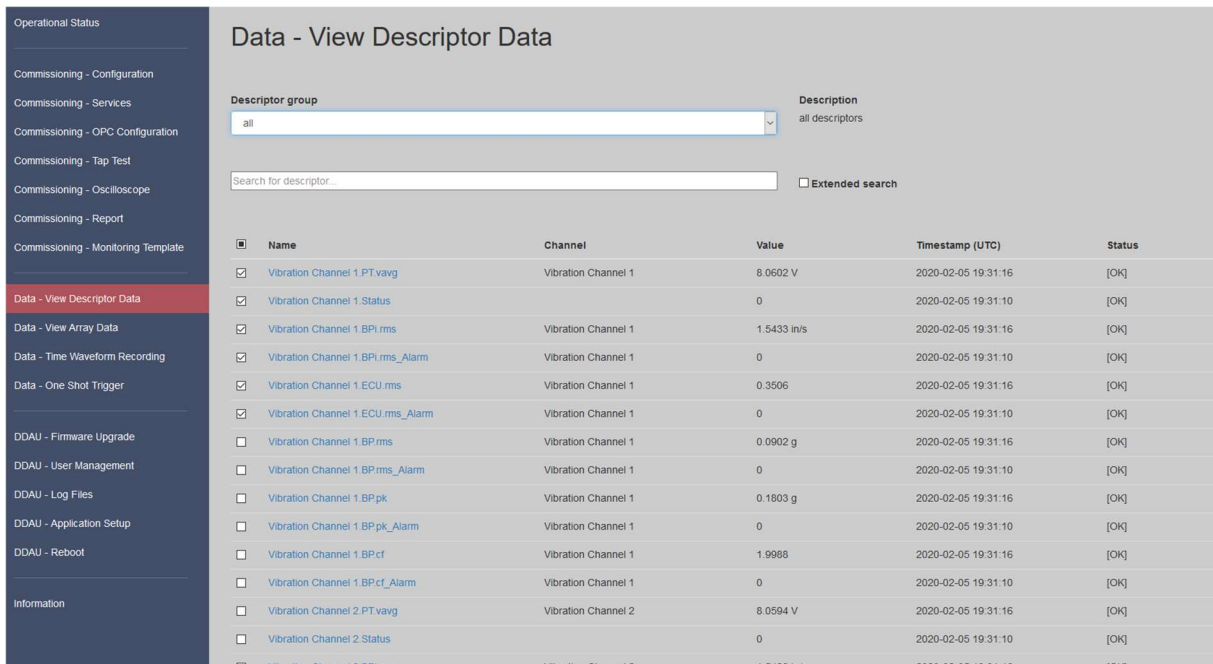 Operational Status
Commissioning - Configuration
Commissioning - Services
Commissioning - OPC Configuration
Commissioning - Tap Test
Commissioning - Oscilloscope
Commissioning - Report
Commissioning - Monitoring Template
Data - View Descriptor Data
Data - View Array Data
Data - Time Waveform Recording
Data - One Shot Trigger
DDAU - Firmware Upgrade
DDAU - User Management
DDAU - Log Files
DDAU - Application Setup
DDAU - Reboot
Information
Data - View Descriptor Data
Descriptor group Description
all all descriptors
Search for descriptor... Extended search
Name Channel Value Timestamp (UTC) Status
Vibration Channel 1.PT.vavg Vibration Channel 1 8.0602 V 2020-02-05 19:31:16 [OK]
Vibration Channel 1.Status 0 2020-02-05 19:31:10 [OK]
Vibration Channel 1.BPi.rms Vibration Channel 1 1.5433 in/s 2020-02-05 19:31:16 [OK]
Vibration Channel 1.BPi.rms_Alarm Vibration Channel 1 0 2020-02-05 19:31:10 [OK]
Vibration Channel 1.ECU.rms Vibration Channel 1 0.3506 2020-02-05 19:31:16 [OK]
Vibration Channel 1.ECU.rms_Alarm Vibration Channel 1 0 2020-02-05 19:31:10 [OK]
Vibration Channel 1.BP.rms Vibration Channel 1 0.0902 g 2020-02-05 19:31:16 [OK]
Vibration Channel 1.BP.rms_Alarm Vibration Channel 1 0 2020-02-05 19:31:10 [OK]
Vibration Channel 1.BP.pk Vibration Channel 1 0.1803 g 2020-02-05 19:31:16 [OK]
Vibration Channel 1.BP.pk_Alarm Vibration Channel 1 0 2020-02-05 19:31:10 [OK]
Vibration Channel 1.BP.cf Vibration Channel 1 1.9988 2020-02-05 19:31:16 [OK]
Vibration Channel 1.BP.cf_Alarm Vibration Channel 1 0 2020-02-05 19:31:10 [OK]
Vibration Channel 2.PT.vavg Vibration Channel 2 8.0594 V 2020-02-05 19:31:16 [OK]
Vibration Channel 2.Status 0 2020-02-05 19:31:10 [OK]